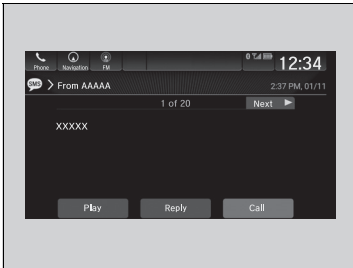 Phone Navigation FM 12:34
SMS From AAAAA 2:37 PM, 01/11
1 of 20 Next
XXXXX
Play Reply Call